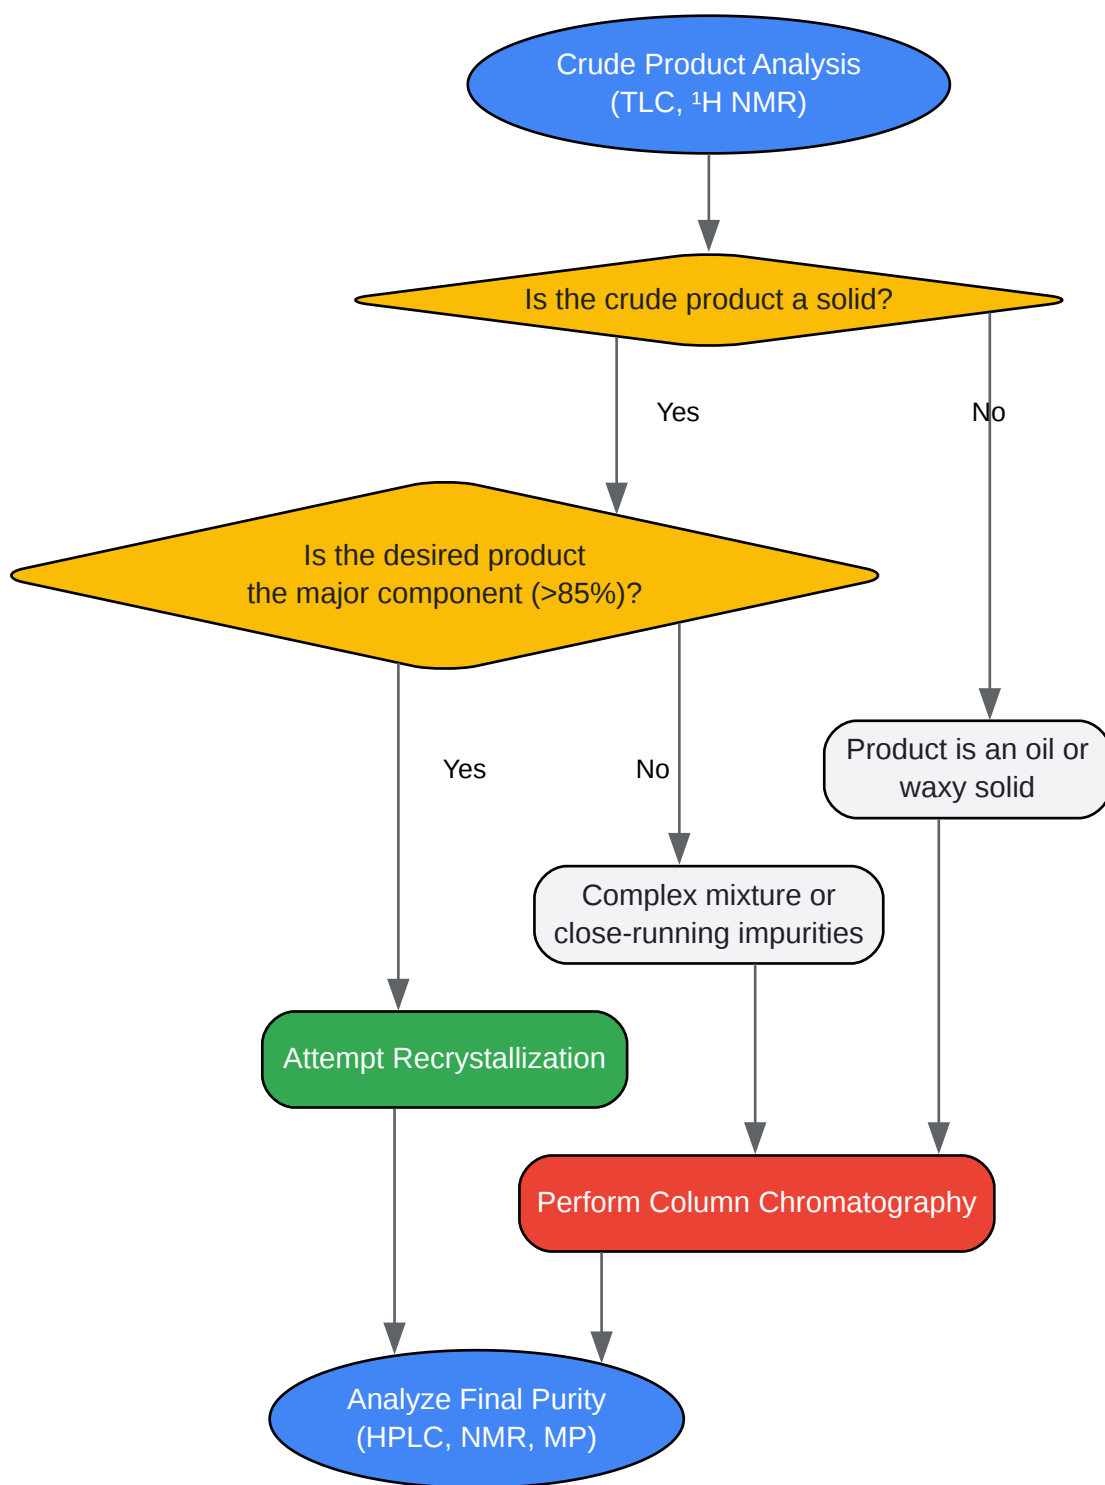 Crude Product Analysis
(TLC, ¹H NMR)
Is the crude product a solid?
Yes
No
Is the desired product
the major component (>85%)?
Yes
No
Product is an oil or
waxy solid
Complex mixture or
close-running impurities
Attempt Recrystallization
Perform Column Chromatography
Analyze Final Purity
(HPLC, NMR, MP)